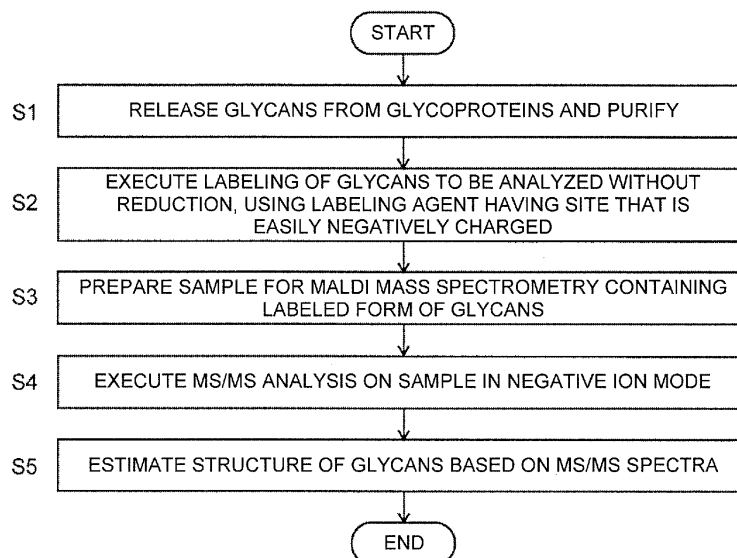 START
S1
RELEASE GLYCANS FROM GLYCOPROTEINS AND PURIFY
S2
EXECUTE LABELING OF GLYCANS TO BE ANALYZED WITHOUT
REDUCTION, USING LABELING AGENT HAVING SITE THAT IS
EASILY NEGATIVELY CHARGED
S3
PREPARE SAMPLE FOR MALDI MASS SPECTROMETRY CONTAINING
LABELED FORM OF GLYCANS
S4
EXECUTE MS/MS ANALYSIS ON SAMPLE IN NEGATIVE ION MODE
S5
ESTIMATE STRUCTURE OF GLYCANS BASED ON MS/MS SPECTRA
END